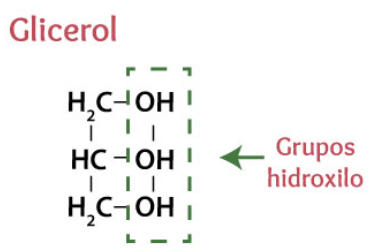 Glicerol
H₂C–OH
HC–OH
H₂C–OH
Grupos
hidroxilo